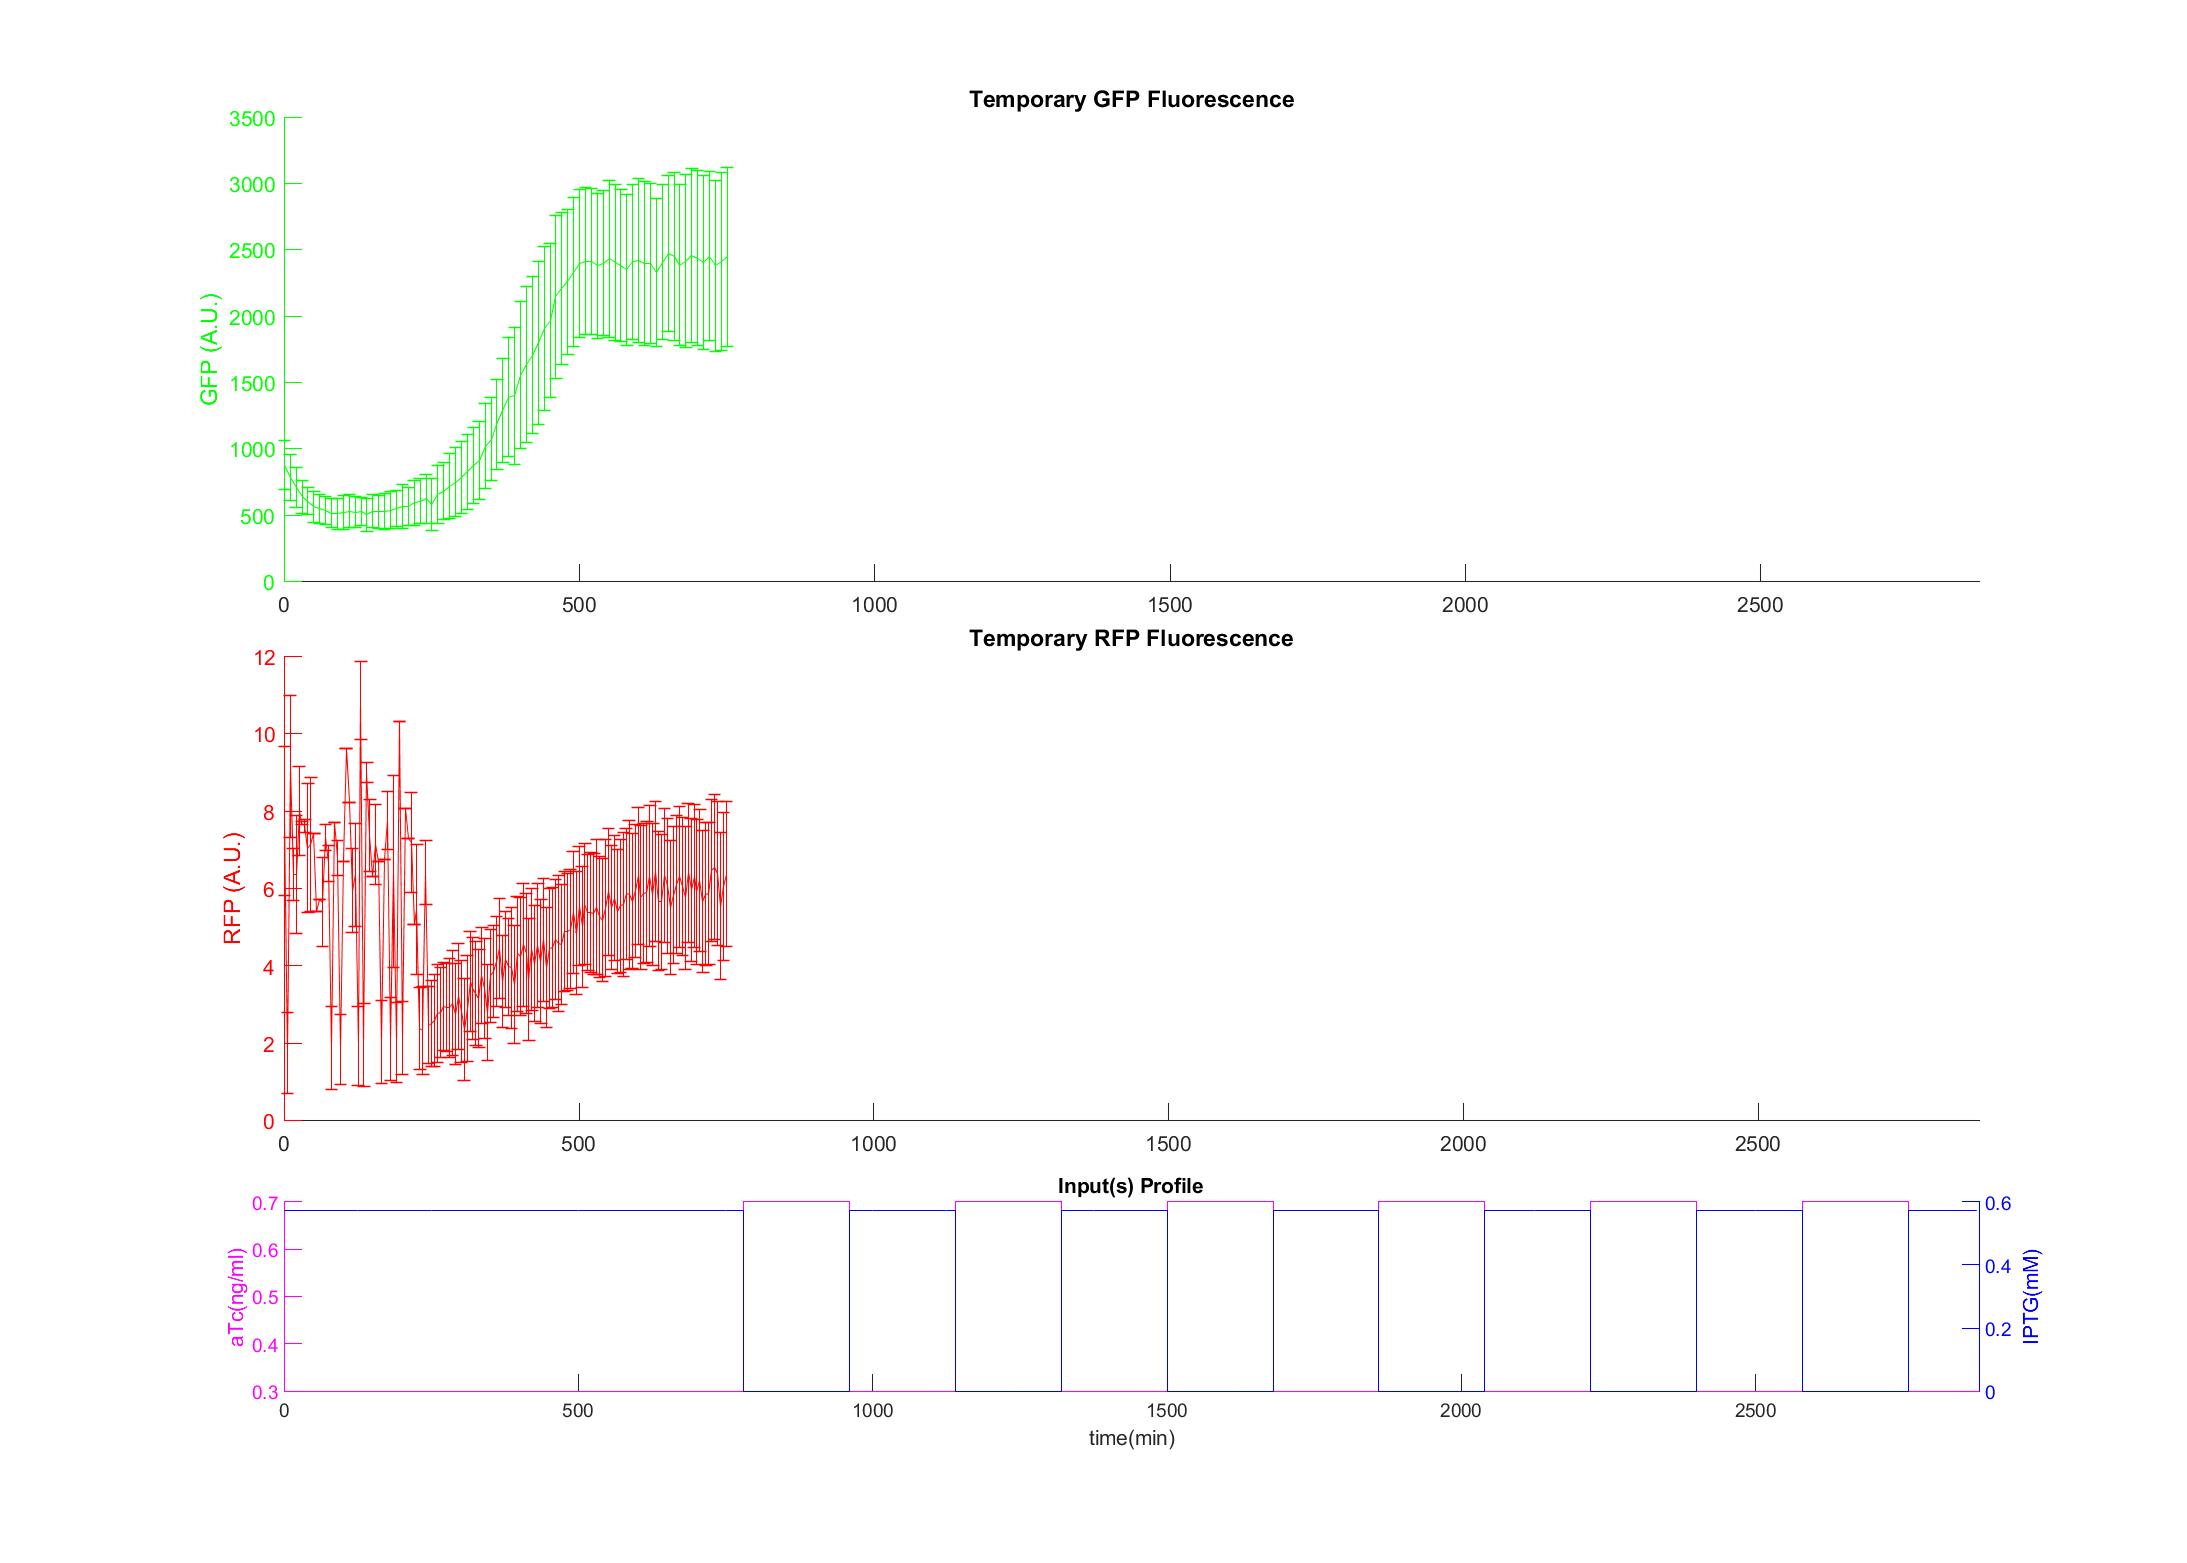 Temporary GFP Fluorescence
3500
3000
2500
2000
1500
1000
500
0
GFP (A.U.)
0 500 1000 1500 2000 2500
Temporary RFP Fluorescence
12
10
8
6
4
2
0
RFP (A.U.)
0 500 1000 1500 2000 2500
Input(s) Profile
0.7
0.6
0.5
0.4
0.3
aTc(ng/ml)
0.6
0.4
0.2
0
IPTG(mM)
0 500 1000 1500 2000 2500
time(min)